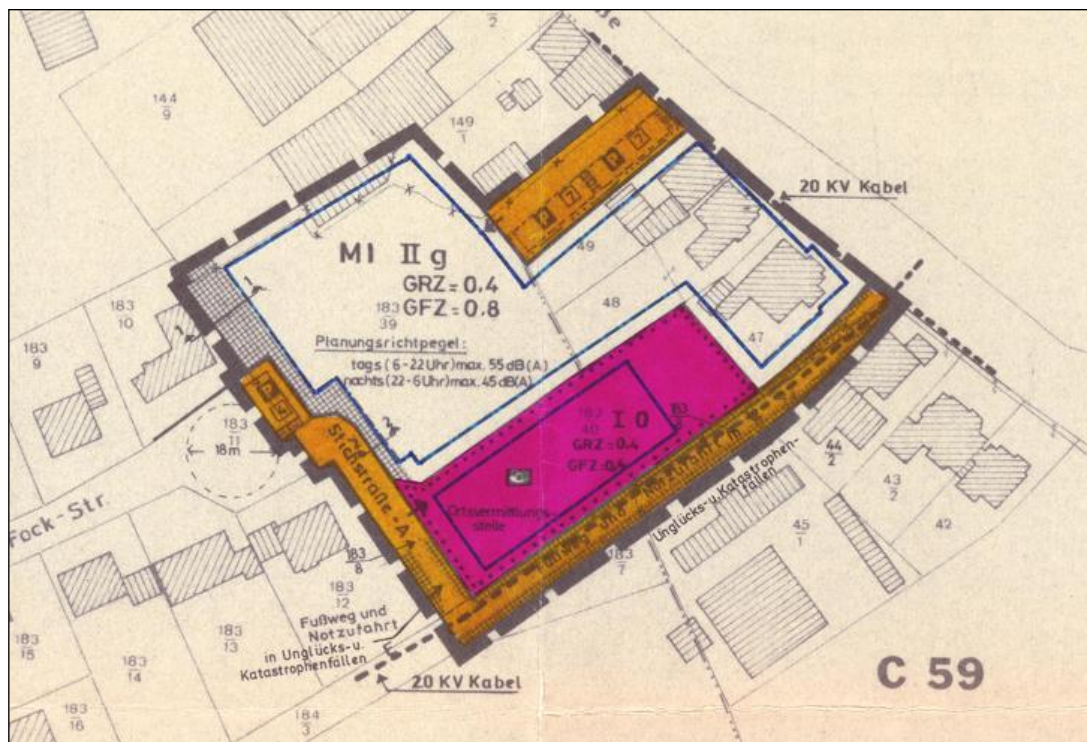 2
144
9
149
1
20 KV Kabel
MI II g
GRZ = 0.4
GFZ = 0.8
183
39
49
48
47
183
10
183
9
Planungsrichtpegel:
tags (6-22 Uhr) max. 55 dB(A)
nachts (22-6 Uhr) max. 45 dB(A)
183
11
18m
I O
GRZ=0.4
Stichstraße-A
Fock-Str.
Ortsvermittlungs-
stelle
Unglücks-u. Katastrophen-
fällen
44
2
43
2
42
45
1
183
7
183
8
183
12
183
13
183
14
183
15
183
16
184
3
Fußweg und
Notzufahrt
in Unglücks-u.
Katastrophenfällen
20 KV Kabel
C 59